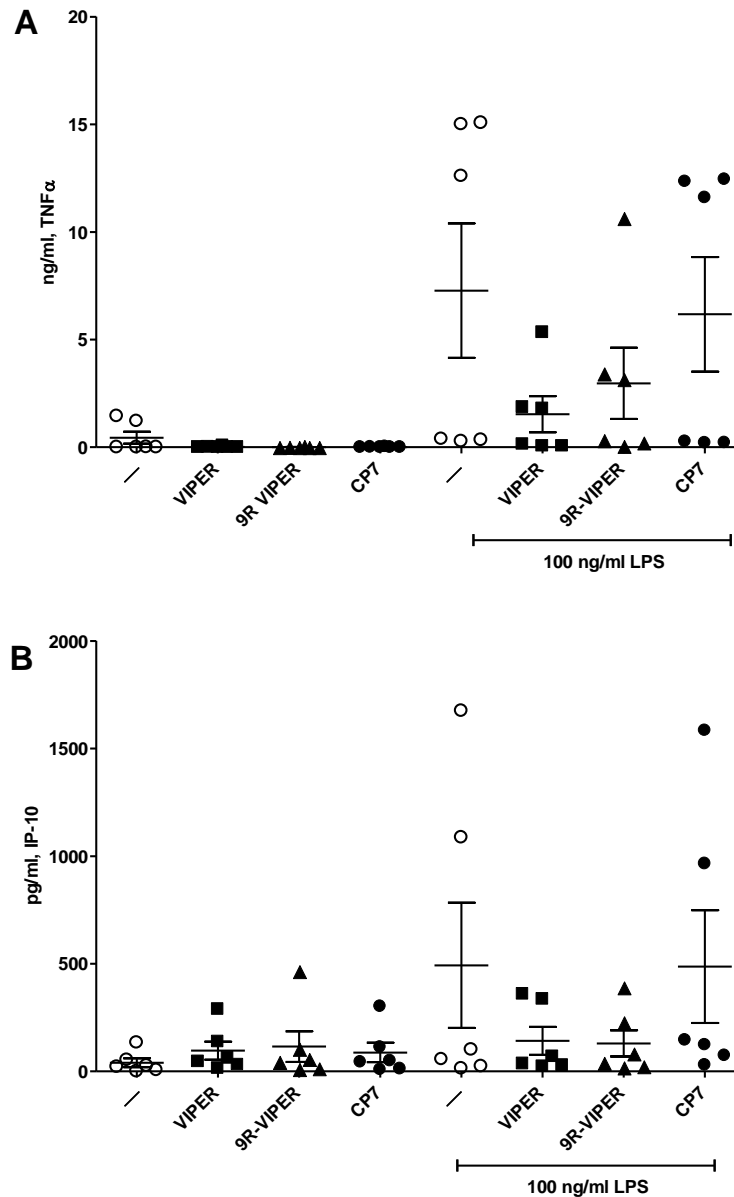 A
20
15
10
5
0
ng/ml, TNFα
/
VIPER
9R VIPER
CP7
/
VIPER
9R-VIPER
CP7
100 ng/ml LPS
B
2000
1500
1000
500
0
pg/ml, IP-10
/
VIPER
9R-VIPER
CP7
/
VIPER
9R-VIPER
CP7
100 ng/ml LPS